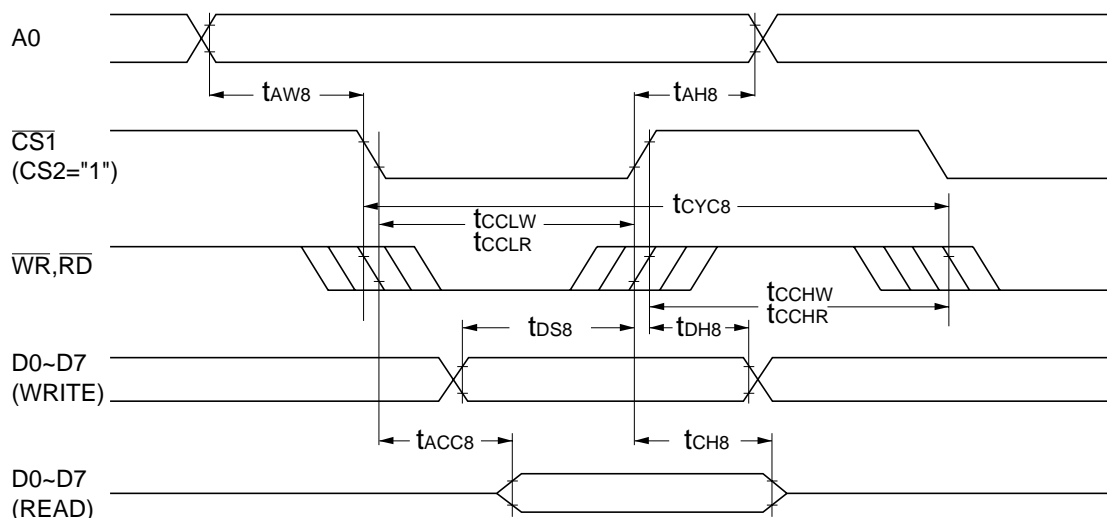 A0
tAW8
tAH8
CS1
(CS2="1")
tCYC8
tCCLW
tCCLR
WR,RD
tCCHW
tCCHR
tDS8
tDH8
D0~D7
(WRITE)
tACC8
tCH8
D0~D7
(READ)